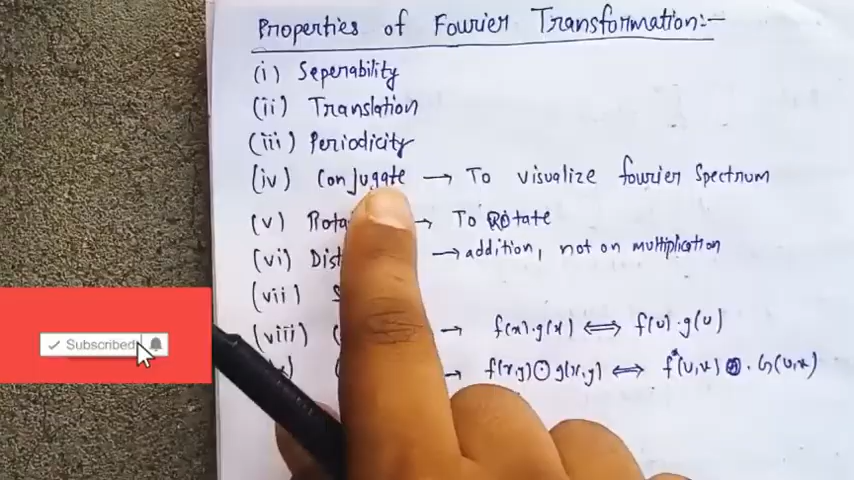 Properties of Fourier Transformation:-
(i) Seperability
(ii) Translation
(iii) Periodicity
(iv) Conjugate → To visualize fourier Spectrum
(v) Rota → To Rotate
(vi) Dist → addition, not on multiplication
(vii) S
(viii) ( → f(x).g(x) ⟺ f(u).g(u)
→ f(x,y)⊙g(x,y) ⟺ f*(u,v) . G(u,v)
Subscribed